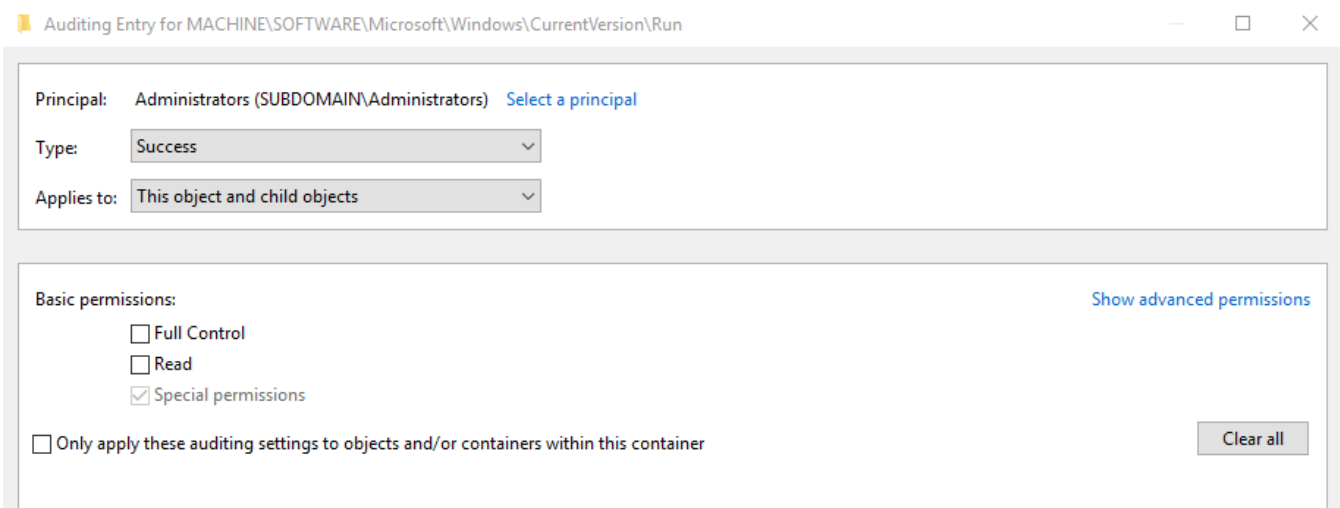 Auditing Entry for MACHINE\SOFTWARE\Microsoft\Windows\CurrentVersion\Run
Principal: Administrators (SUBDOMAIN\Administrators) Select a principal
Type: Success
Applies to: This object and child objects
Basic permissions: Show advanced permissions
Full Control
Read
Special permissions
Only apply these auditing settings to objects and/or containers within this container Clear all